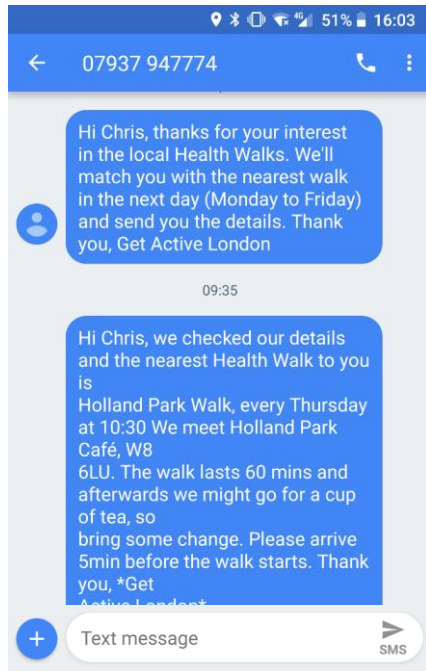 4G 51% 16:03
07937 947774
Hi Chris, thanks for your interest
in the local Health Walks. We'll
match you with the nearest walk
in the next day (Monday to Friday)
and send you the details. Thank
you, Get Active London
09:35
Hi Chris, we checked our details
and the nearest Health Walk to you
is
Holland Park Walk, every Thursday
at 10:30 We meet Holland Park
Café, W8
6LU. The walk lasts 60 mins and
afterwards we might go for a cup
of tea, so
bring some change. Please arrive
5min before the walk starts. Thank
you, *Get
Active London*
Text message
SMS